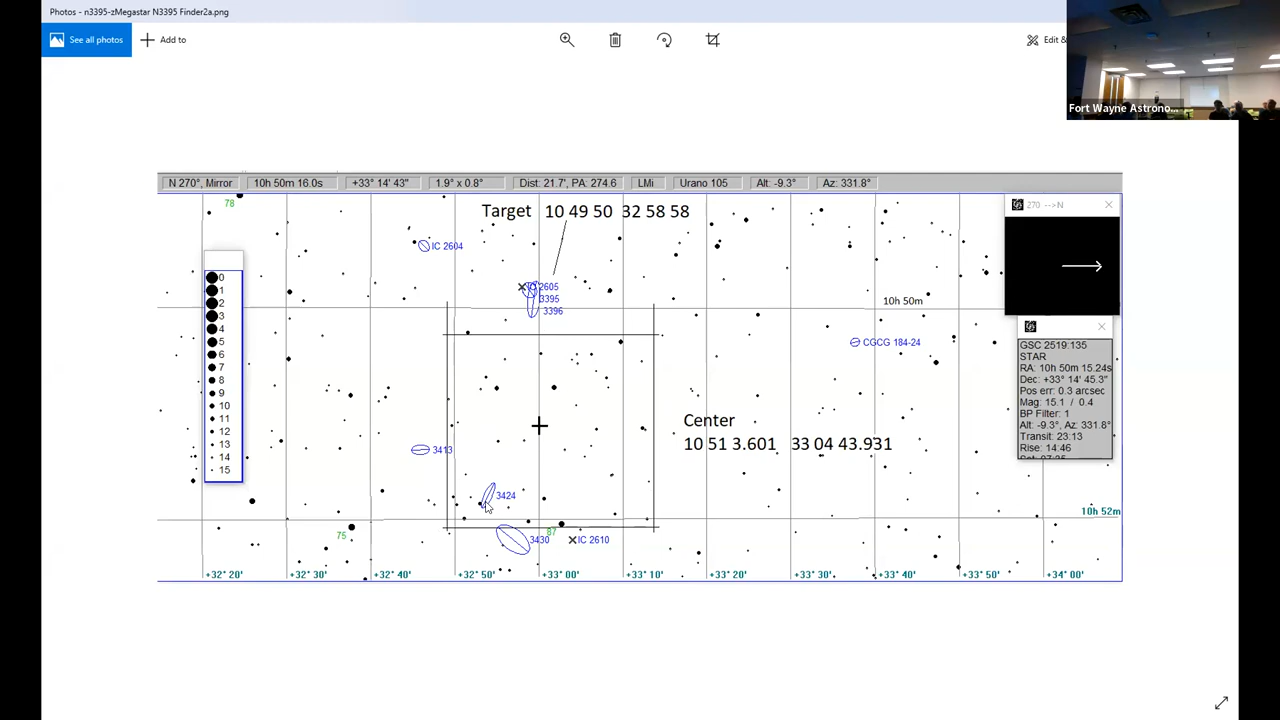 Photos - n3395-zMegastar N3395 Finder2a.png
See all photos
Add to
Edit &
Fort Wayne Astrono...
N 270°, Mirror
10h 50m 16.0s
+33° 14' 43"
1.9° x 0.8°
Dist: 21.7', PA: 274.6
LMi
Urano 105
Alt: -9.3°
Az: 331.8°
78
Target 10 49 50 32 58 58
270 -->N
IC 2604
0
1
2
3
4
5
6
7
8
9
10
11
12
13
14
15
2605
3395
3396
10h 50m
CGCG 184-24
GSC 2519:135
STAR
RA: 10h 50m 15.24s
Dec: +33° 14' 45.3"
Pos err: 0.3 arcsec
Mag: 15.1 / 0.4
BP Filter: 1
Alt: -9.3°, Az: 331.8°
Transit: 23:13
Rise: 14:46
Center
10 51 3.601 33 04 43.931
3413
3424
10h 52m
75
87
3430
IC 2610
+32° 20'
+32° 30'
+32° 40'
+32° 50'
+33° 00'
+33° 10'
+33° 20'
+33° 30'
+33° 40'
+33° 50'
+34° 00'